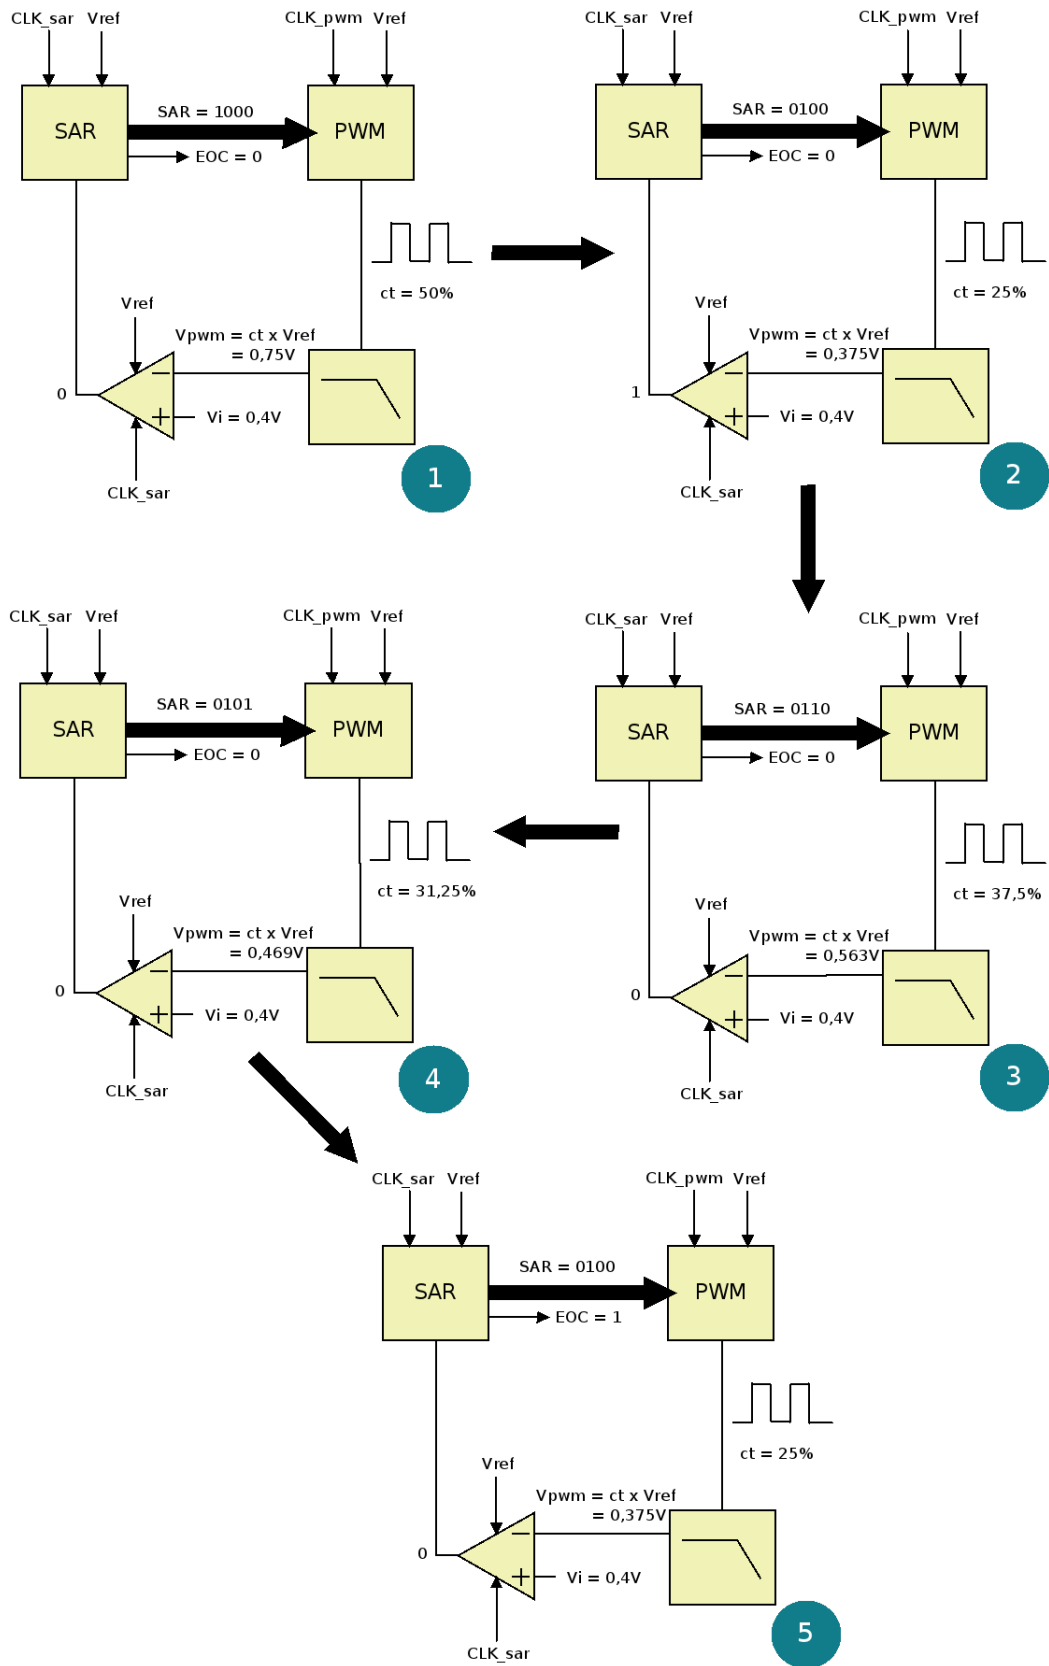 CLK_sar Vref
CLK_pwm Vref
SAR
SAR = 1000
PWM
EOC = 0
ct = 50%
Vref
Vpwm = ct x Vref
= 0,75V
0
Vi = 0,4V
CLK_sar
1
CLK_sar Vref
CLK_pwm Vref
SAR
SAR = 0100
PWM
EOC = 0
ct = 25%
Vref
Vpwm = ct x Vref
= 0,375V
1
Vi = 0,4V
CLK_sar
2
CLK_sar Vref
CLK_pwm Vref
SAR
SAR = 0110
PWM
EOC = 0
ct = 37,5%
Vref
Vpwm = ct x Vref
= 0,563V
0
Vi = 0,4V
CLK_sar
3
CLK_sar Vref
CLK_pwm Vref
SAR
SAR = 0101
PWM
EOC = 0
ct = 31,25%
Vref
Vpwm = ct x Vref
= 0,469V
0
Vi = 0,4V
CLK_sar
4
CLK_sar Vref
CLK_pwm Vref
SAR
SAR = 0100
PWM
EOC = 1
ct = 25%
Vref
Vpwm = ct x Vref
= 0,375V
0
Vi = 0,4V
CLK_sar
5